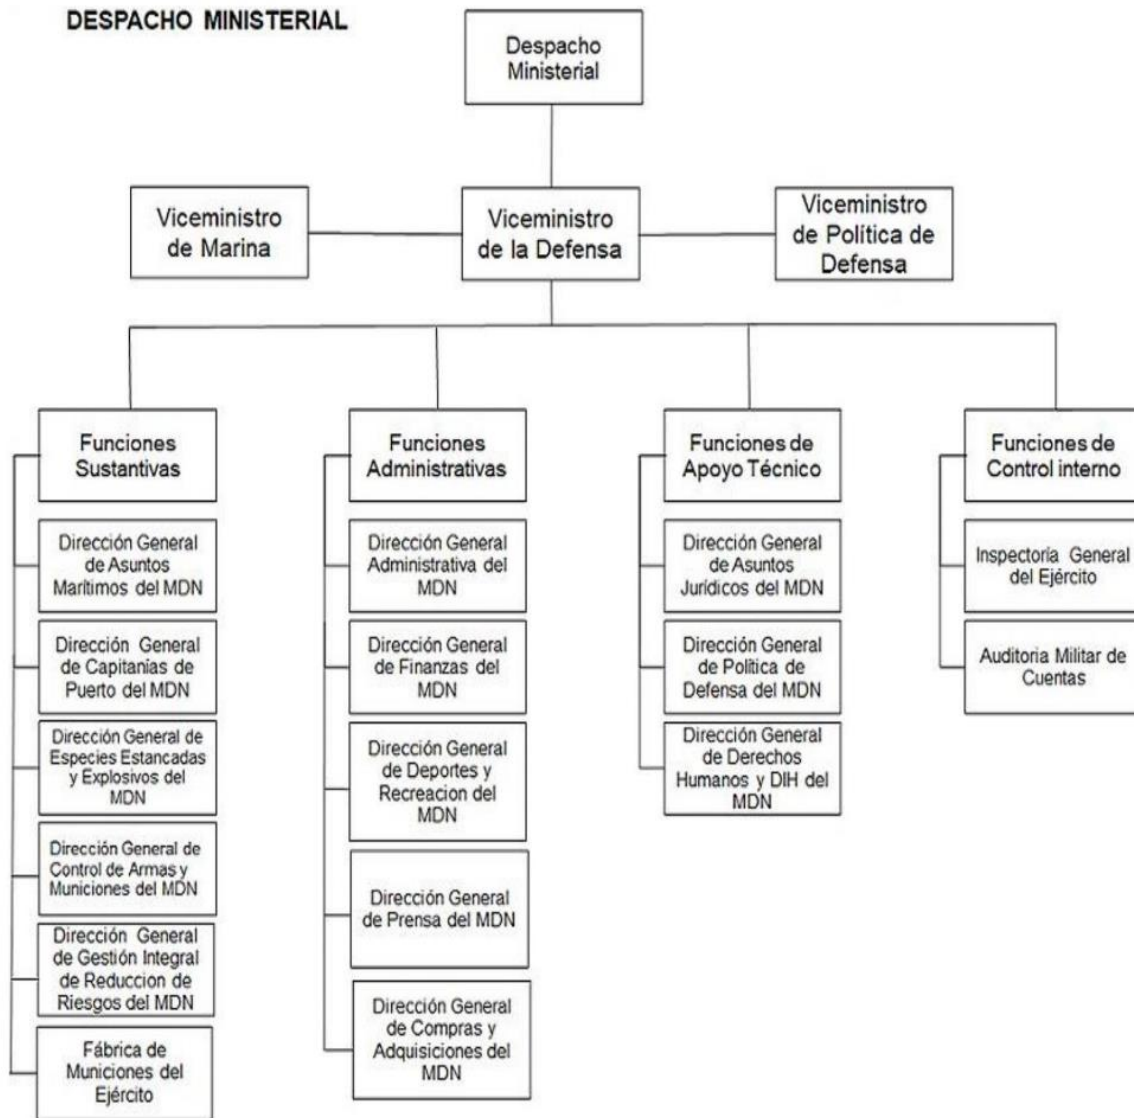 DESPACHO MINISTERIAL
Despacho
Ministerial
Viceministro
de Marina
Viceministro
de la Defensa
Viceministro
de Política de
Defensa
Funciones
Sustantivas
Dirección General
de Asuntos
Marítimos del MDN
Dirección General
de Capitanías de
Puerto del MDN
Dirección General de
Especies Estancadas
y Explosivos del
MDN
Dirección General de
Control de Armas y
Municiones del MDN
Dirección General
de Gestión Integral
de Reduccion de
Riesgos del MDN
Fábrica de
Municiones del
Ejército
Funciones
Administrativas
Dirección General
Administrativa del
MDN
Dirección General
de Finanzas del
MDN
Dirección General
de Deportes y
Recreacion del
MDN
Dirección General
de Prensa del MDN
Dirección General
de Compras y
Adquisiciones del
MDN
Funciones de
Apoyo Técnico
Dirección General
de Asuntos
Jurídicos del MDN
Dirección General
de Política de
Defensa del MDN
Dirección General
de Derechos
Humanos y DIH del
MDN
Funciones de
Control interno
Inspectoría General
del Ejército
Auditoria Militar de
Cuentas